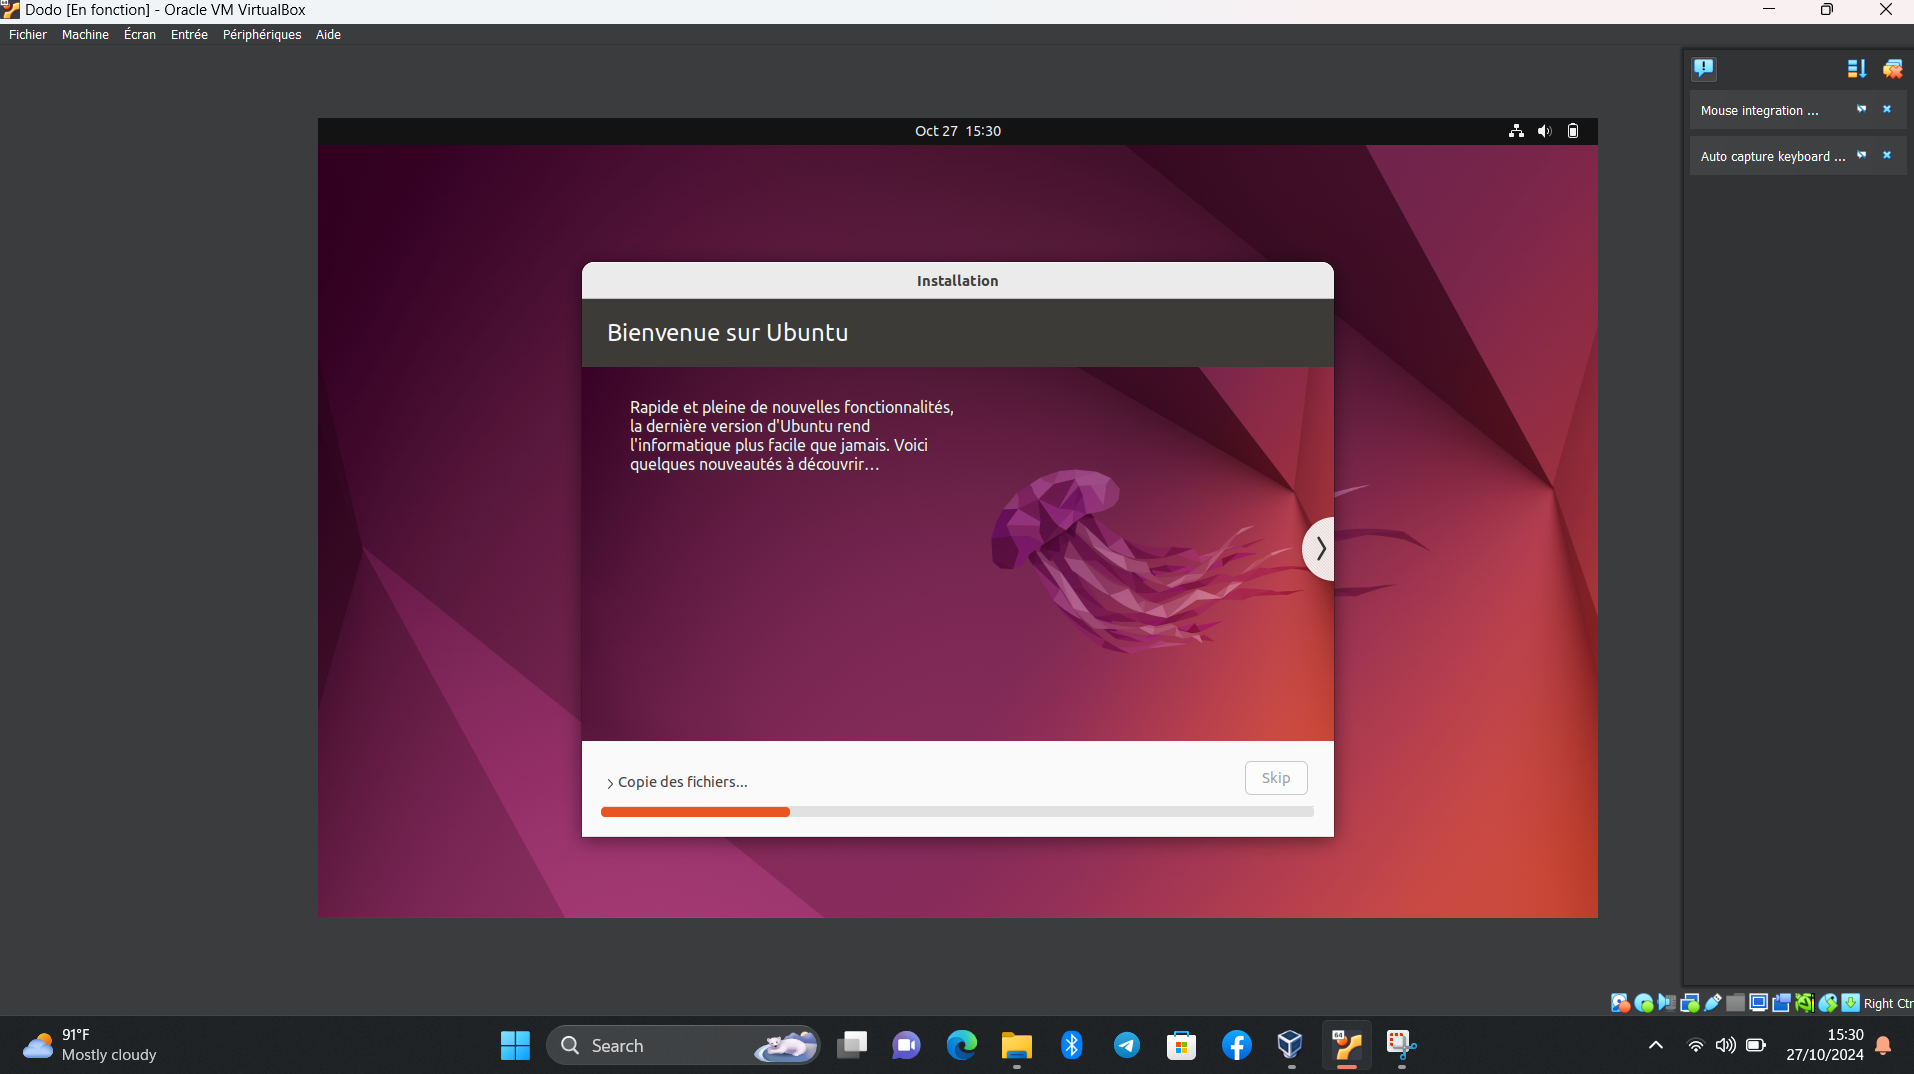 Dodo [En fonction] - Oracle VM VirtualBox
Fichier Machine Écran Entrée Périphériques Aide
Mouse integration ...
Auto capture keyboard ...
Oct 27 15:30
Installation
Bienvenue sur Ubuntu
Rapide et pleine de nouvelles fonctionnalités,
la dernière version d'Ubuntu rend
l'informatique plus facile que jamais. Voici
quelques nouveautés à découvrir…
Copie des fichiers...
Skip
Right Ctr
91°F
Mostly cloudy
Search
64
15:30
27/10/2024